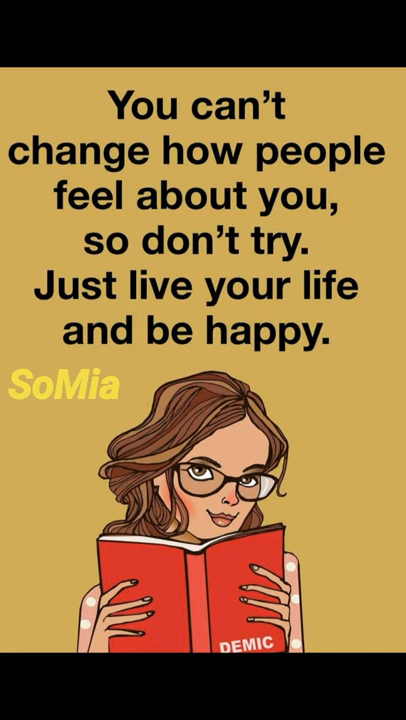 You can’t
change how people
feel about you,
so don’t try.
Just live your life
and be happy.
SoMia
DEMIC